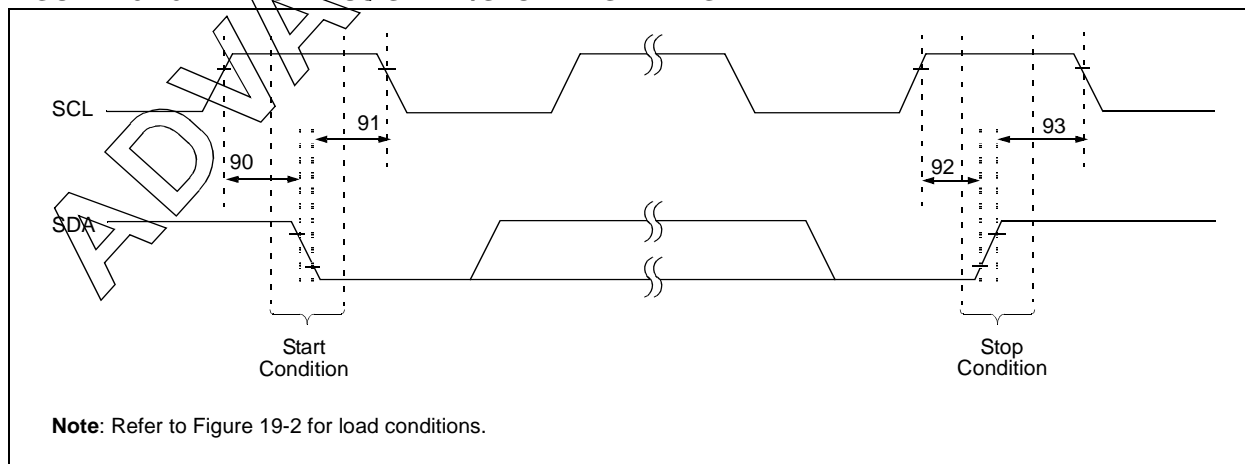 SCL
91
93
90
92
SDA
Start
Condition
Stop
Condition
Note: Refer to Figure 19-2 for load conditions.
ADVA